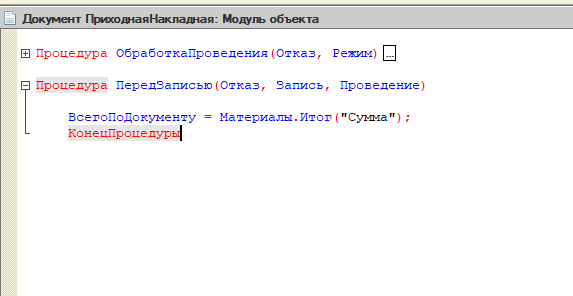 Документ ПриходнаяНакладная: Модуль объекта
Процедура ОбработкаПроведения(Отказ, Режим) ...
Процедура ПередЗаписью(Отказ, Запись, Проведение)
ВсегоПоДокументу = Материалы.Итог("Сумма");
КонецПроцедуры